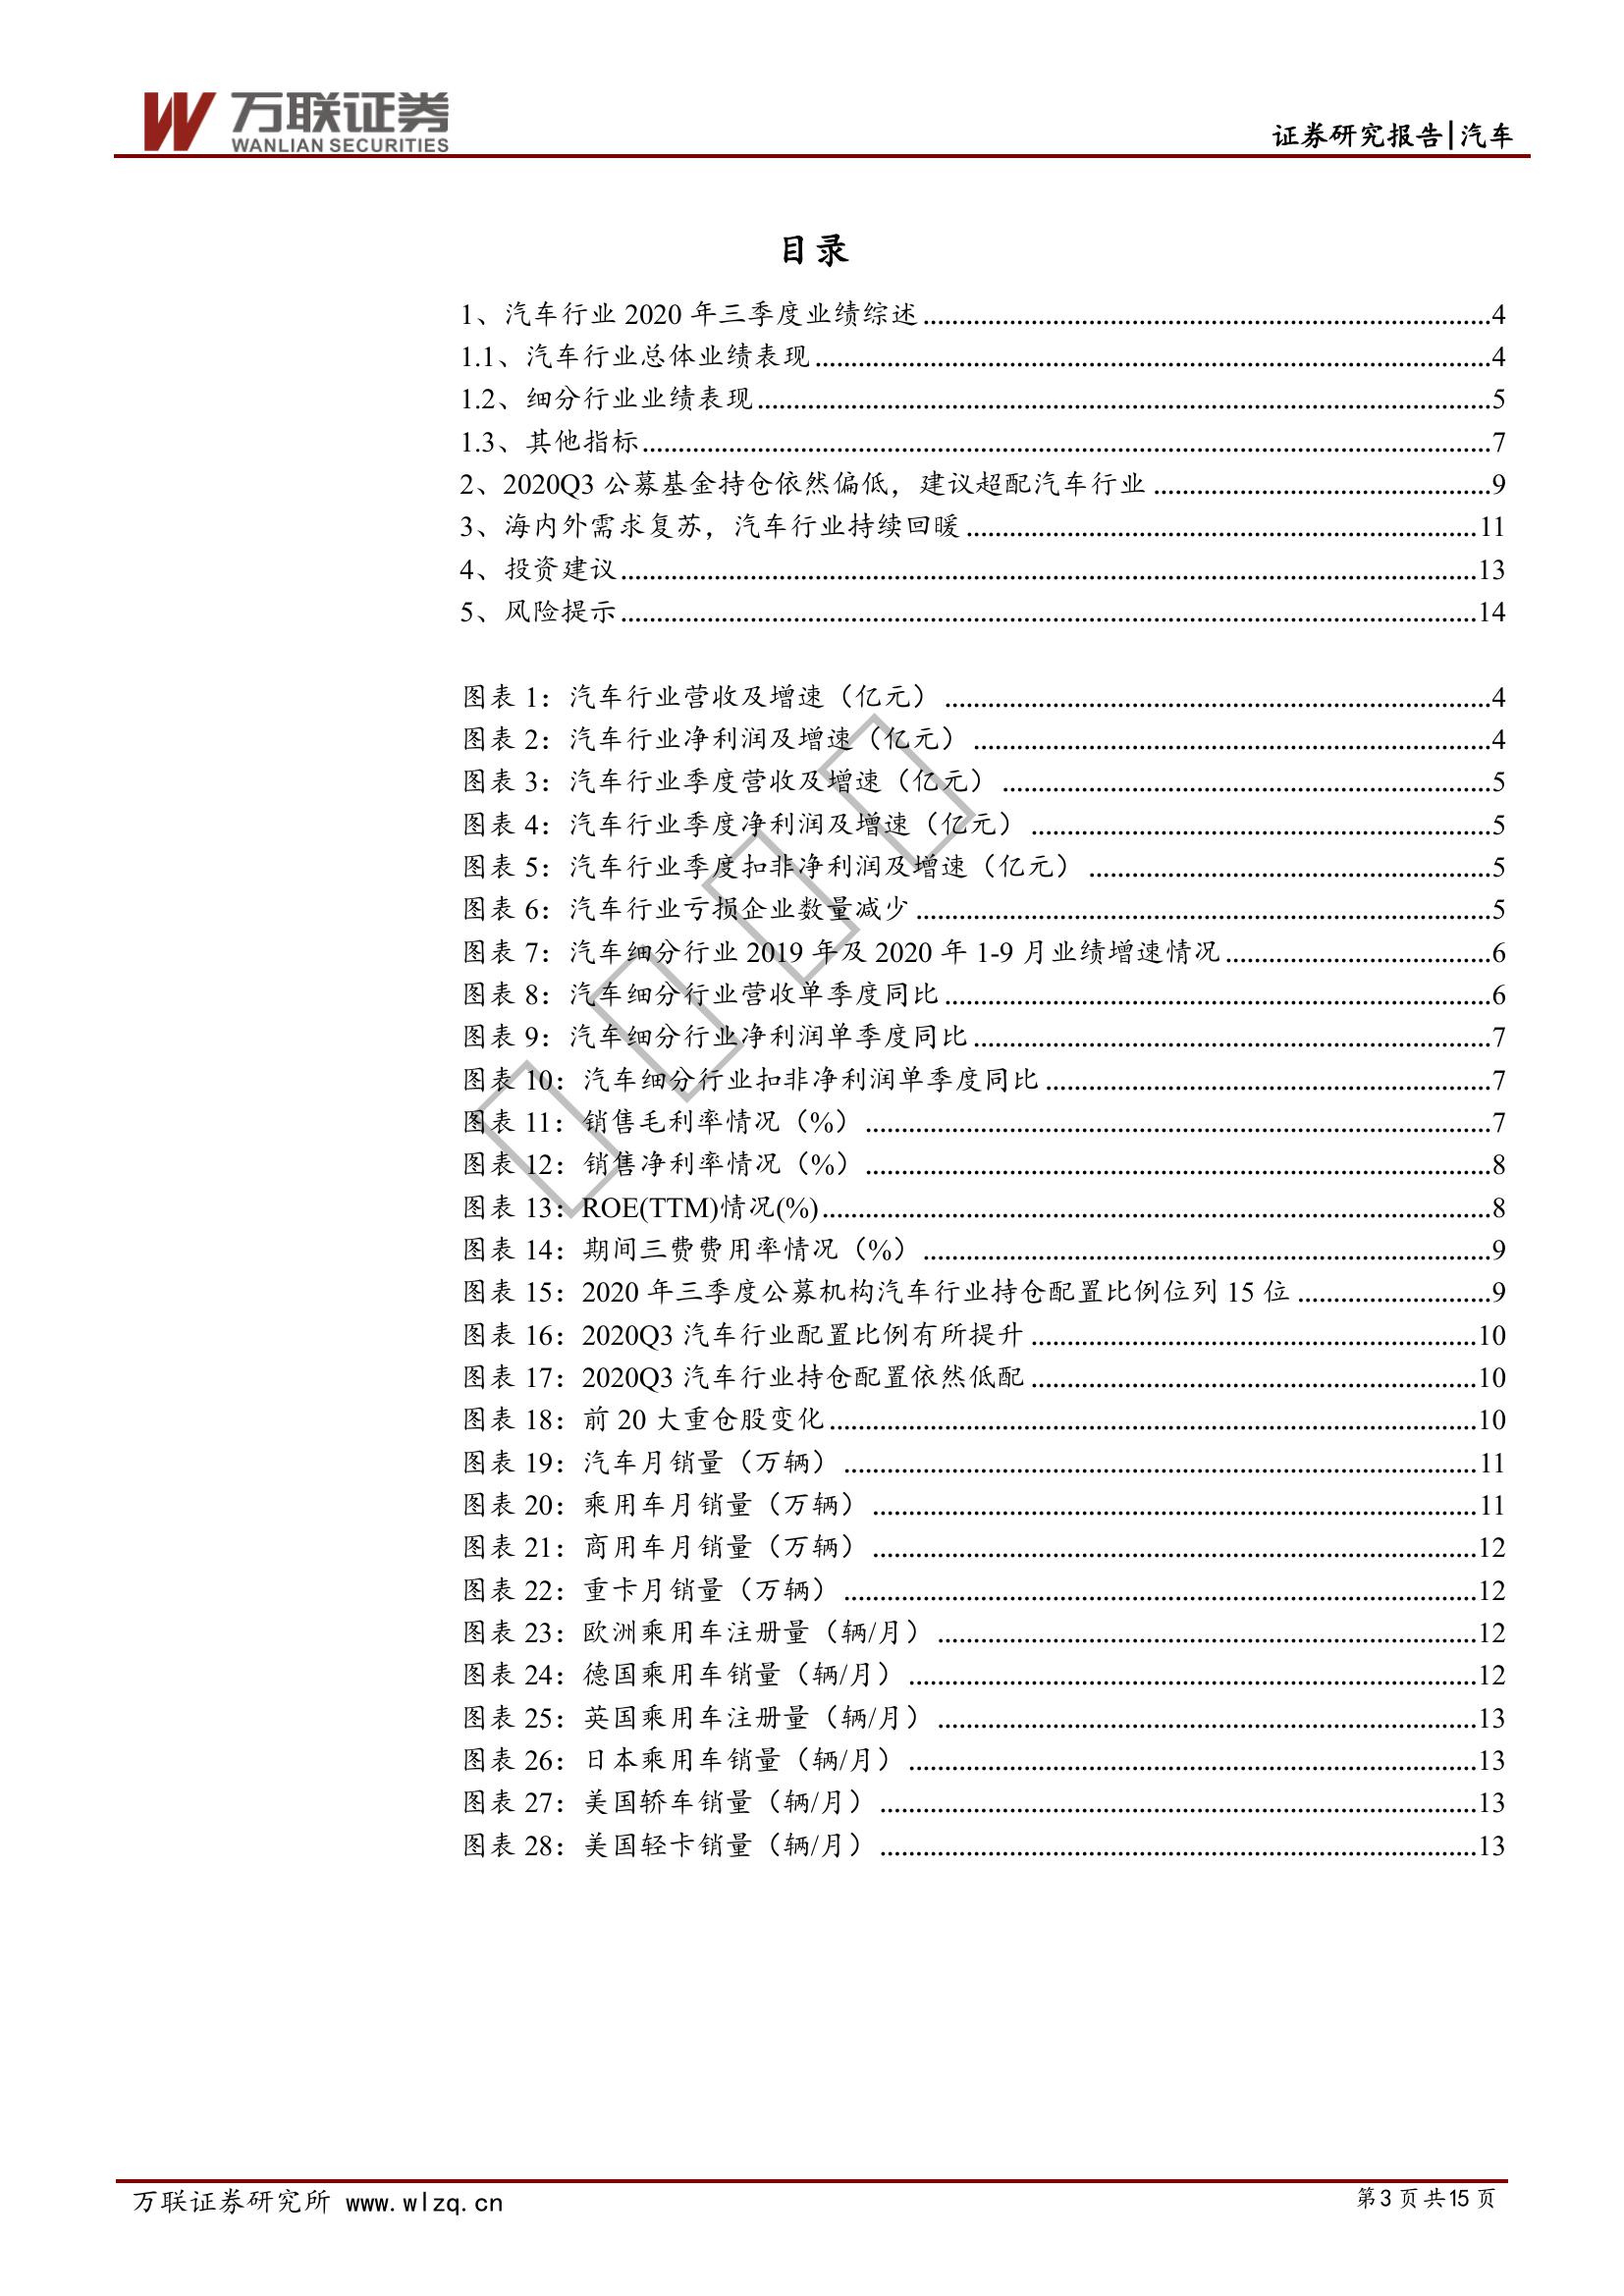 万联证券
WANLIAN SECURITIES
证券研究报告|汽车
目录
1、汽车行业 2020 年三季度业绩综述......4
1.1、汽车行业总体业绩表现......4
1.2、细分行业业绩表现......5
1.3、其他指标......7
2、2020Q3 公募基金持仓依然偏低，建议超配汽车行业......9
3、海内外需求复苏，汽车行业持续回暖......11
4、投资建议......13
5、风险提示......14
图表 1：汽车行业营收及增速（亿元）......4
图表 2：汽车行业净利润及增速（亿元）......4
图表 3：汽车行业季度营收及增速（亿元）......5
图表 4：汽车行业季度净利润及增速（亿元）......5
图表 5：汽车行业季度扣非净利润及增速（亿元）......5
图表 6：汽车行业亏损企业数量减少......5
图表 7：汽车细分行业 2019 年及 2020 年 1-9 月业绩增速情况......6
图表 8：汽车细分行业营收单季度同比......6
图表 9：汽车细分行业净利润单季度同比......7
图表 10：汽车细分行业扣非净利润单季度同比......7
图表 11：销售毛利率情况（%）......7
图表 12：销售净利率情况（%）......8
图表 13：ROE(TTM)情况(%)......8
图表 14：期间三费费用率情况（%）......9
图表 15：2020 年三季度公募机构汽车行业持仓配置比例位列 15 位......9
图表 16：2020Q3 汽车行业配置比例有所提升......10
图表 17：2020Q3 汽车行业持仓配置依然低配......10
图表 18：前 20 大重仓股变化......10
图表 19：汽车月销量（万辆）......11
图表 20：乘用车月销量（万辆）......11
图表 21：商用车月销量（万辆）......12
图表 22：重卡月销量（万辆）......12
图表 23：欧洲乘用车注册量（辆/月）......12
图表 24：德国乘用车销量（辆/月）......12
图表 25：英国乘用车注册量（辆/月）......13
图表 26：日本乘用车销量（辆/月）......13
图表 27：美国轿车销量（辆/月）......13
图表 28：美国轻卡销量（辆/月）......13
万联证券研究所 www.wlzq.cn
第 3 页 共 15 页